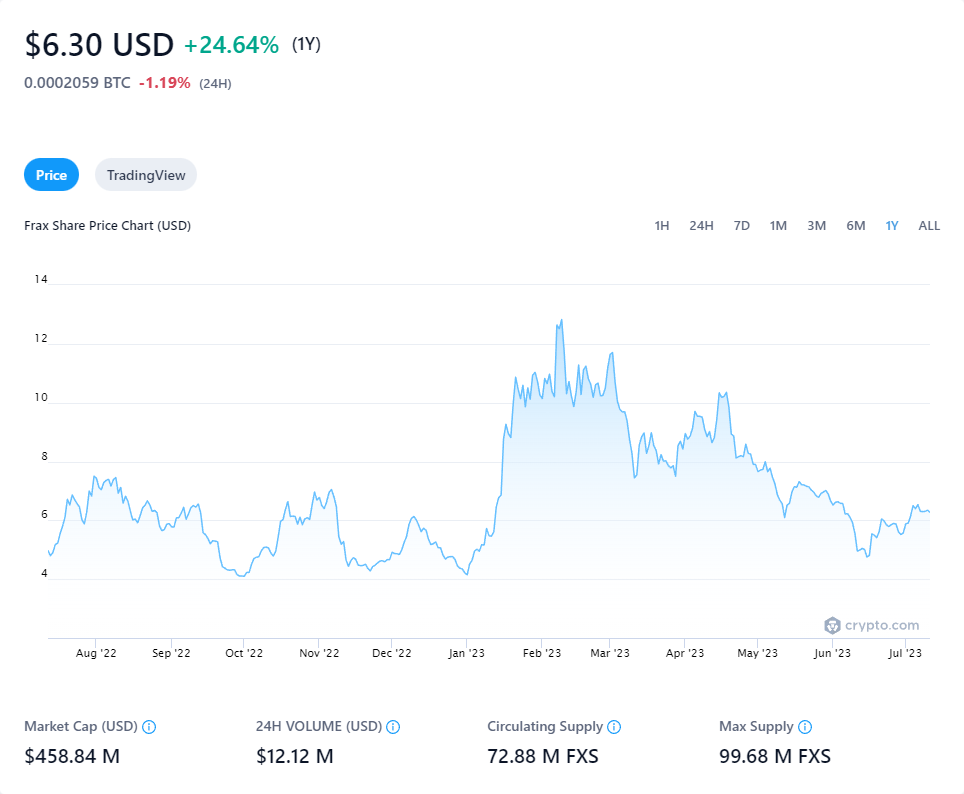 $6.30 USD +24.64% (1Y)
0.0002059 BTC -1.19% (24H)
Price TradingView
Frax Share Price Chart (USD) 1H 24H 7D 1M 3M 6M 1Y ALL
14
12
10
8
6
4
crypto.com
Aug '22 Sep '22 Oct '22 Nov '22 Dec '22 Jan '23 Feb '23 Mar '23 Apr '23 May '23 Jun '23 Jul '23
Market Cap (USD) 24H VOLUME (USD) Circulating Supply Max Supply
$458.84 M $12.12 M 72.88 M FXS 99.68 M FXS